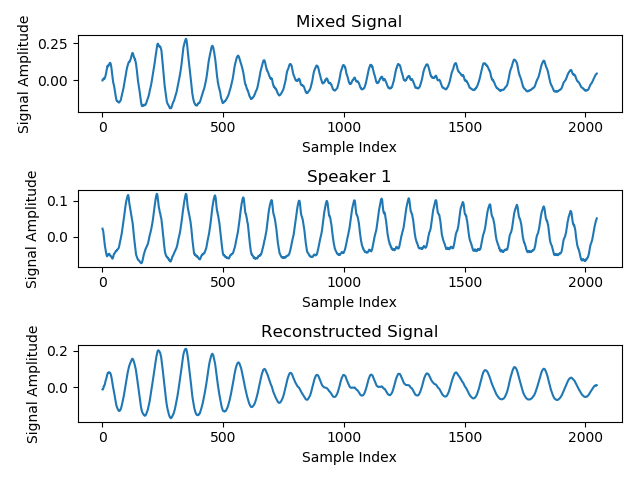 Mixed Signal
Signal Amplitude
0.25
0.00
0 500 1000 1500 2000
Sample Index
Speaker 1
Signal Amplitude
0.1
0.0
0 500 1000 1500 2000
Sample Index
Reconstructed Signal
Signal Amplitude
0.2
0.0
0 500 1000 1500 2000
Sample Index